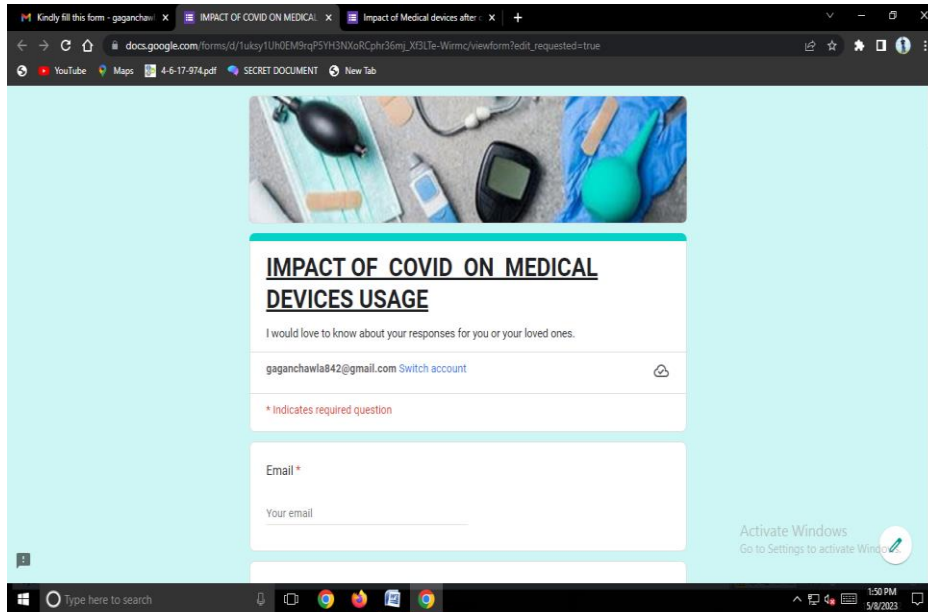 Kindly fill this form - gaganchawl
IMPACT OF COVID ON MEDICAL
Impact of Medical devices after c
docs.google.com/forms/d/1uksy1Uh0EM9rqP5YH3NXoRCphr36mj_Xf3LTe-Wirmc/viewform?edit_requested=true
YouTube Maps 4-6-17-974.pdf SECRET DOCUMENT New Tab
IMPACT OF COVID ON MEDICAL
DEVICES USAGE
I would love to know about your responses for you or your loved ones.
gaganchawla842@gmail.com Switch account
* Indicates required question
Email *
Your email
Activate Windows
Go to Settings to activate Windows.
Type here to search
1:50 PM
5/8/2023